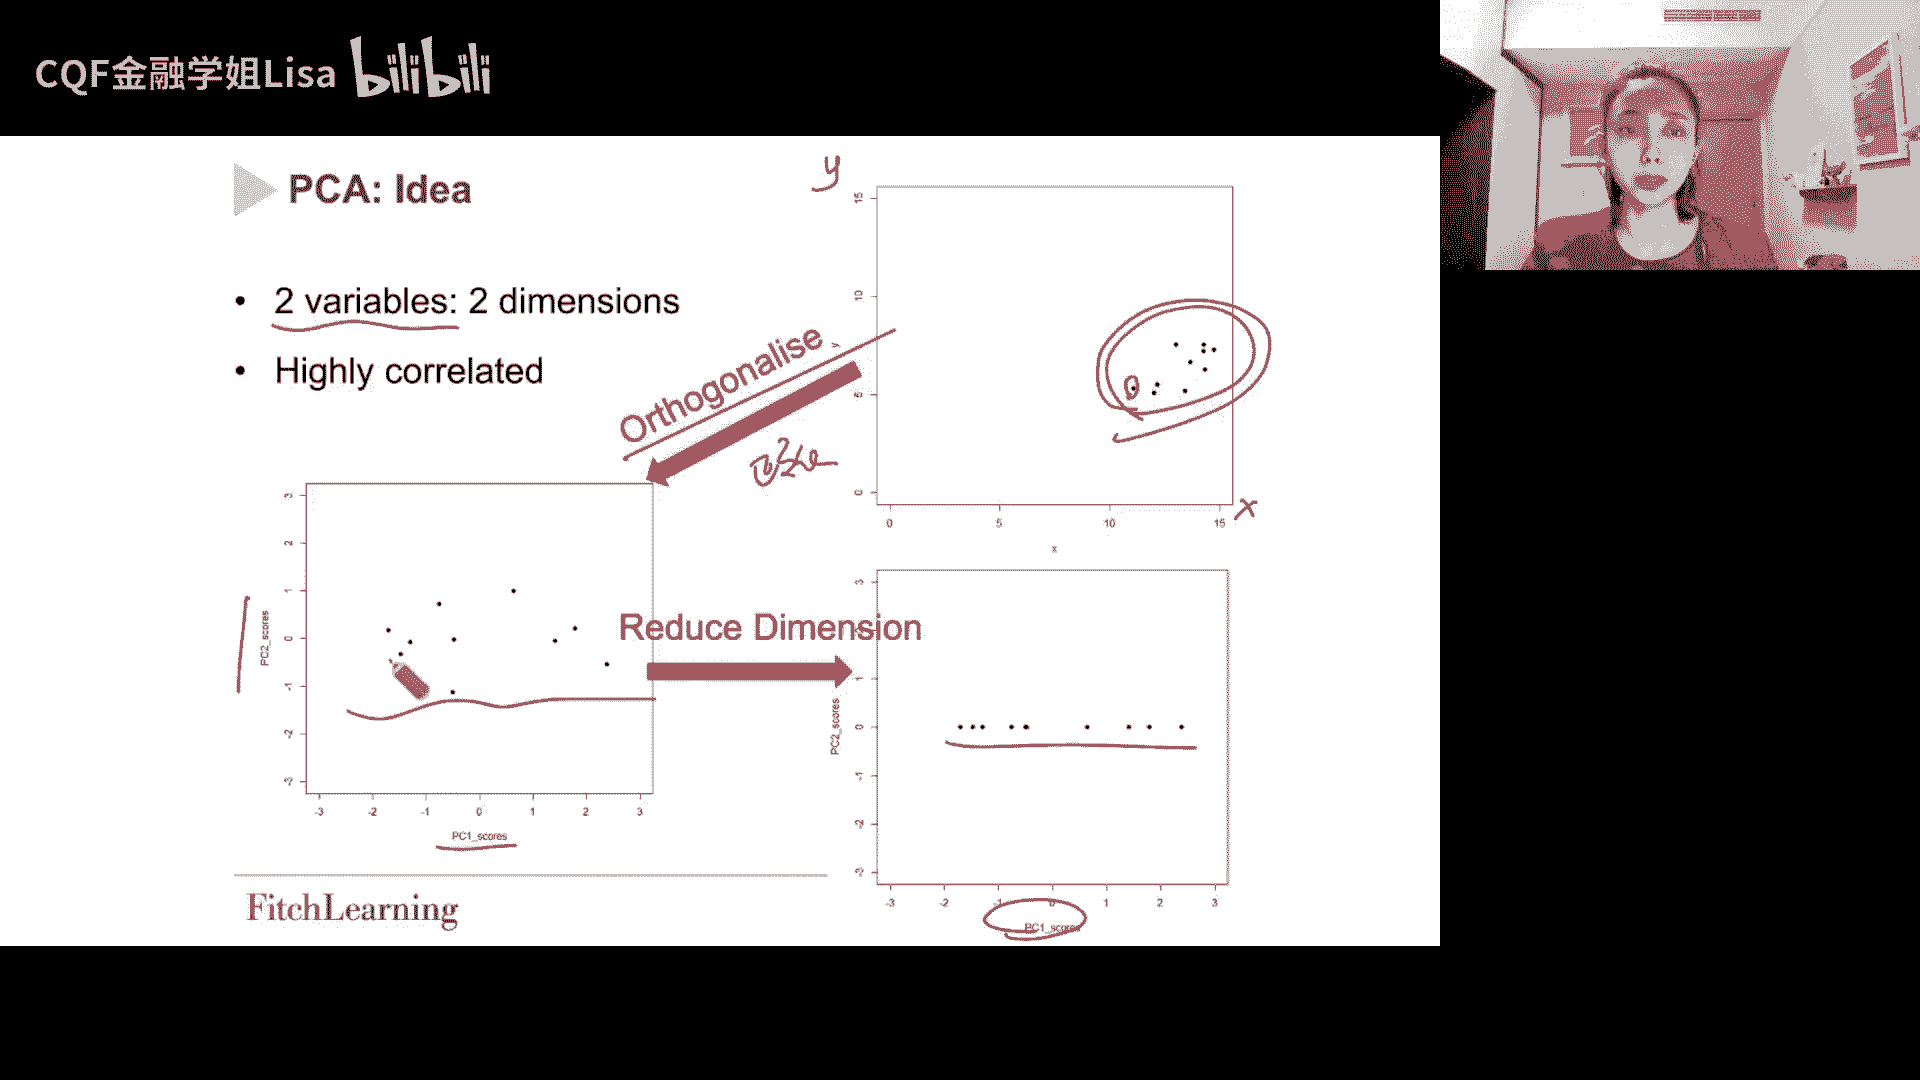 CQF金融学姐Lisa bilibili
PCA: Idea
• 2 variables: 2 dimensions
• Highly correlated
Orthogonalise
Reduce Dimension
y
15
10
y
5
0
0 5 10 15
x
x
3
2
1
0
-1
-2
-3
PC2_scores
-3 -2 -1 0 1 2 3
PC1_scores
3
1
0
-1
-2
-3
PC2_scores
-3 -2 -1 0 1 2 3
PC1_scores
FitchLearning